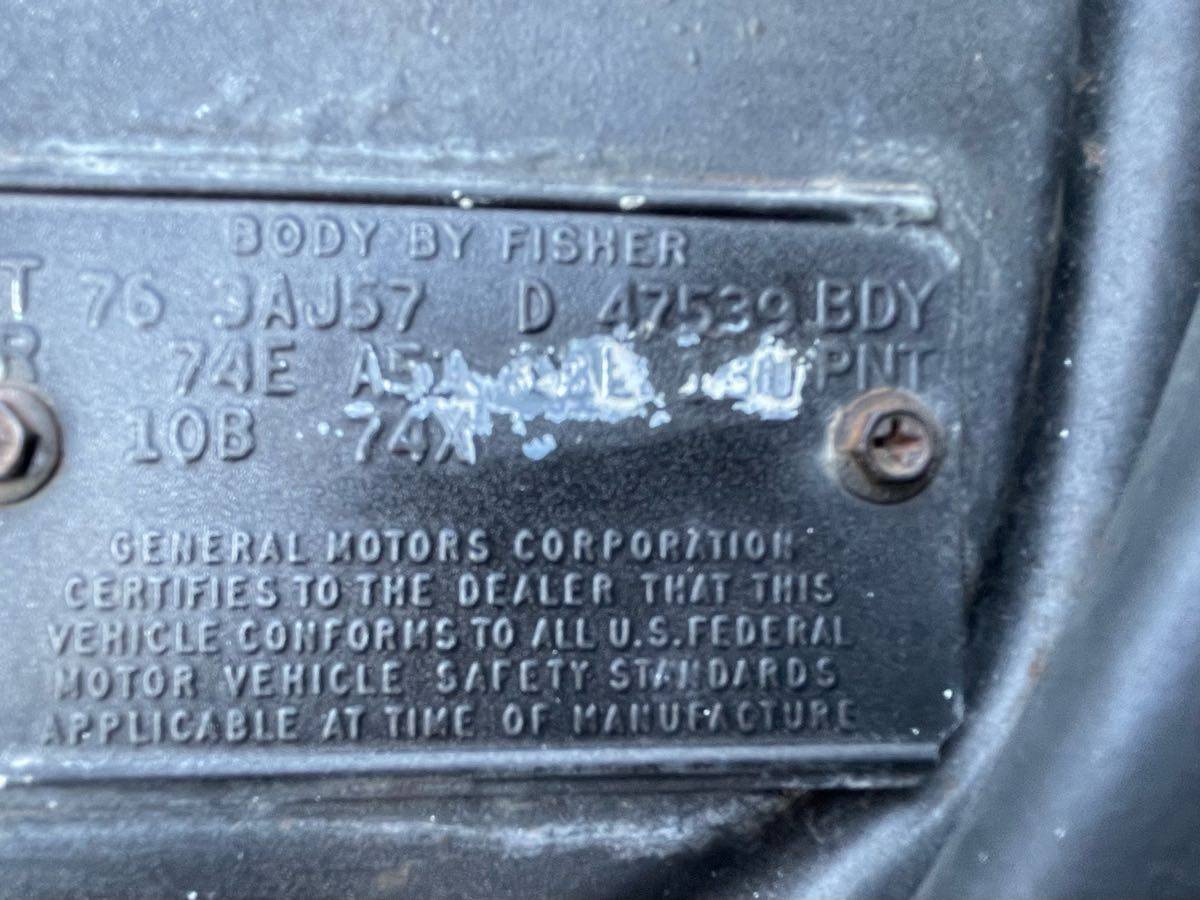 BODY BY FISHER
T 76 3AJ57 D 47539 BDY
R 74E A5 PNT
10B 74X
GENERAL MOTORS CORPORATION
CERTIFIES TO THE DEALER THAT THIS
VEHICLE CONFORMS TO ALL U.S. FEDERAL
MOTOR VEHICLE SAFETY STANDARDS
APPLICABLE AT TIME OF MANUFACTURE